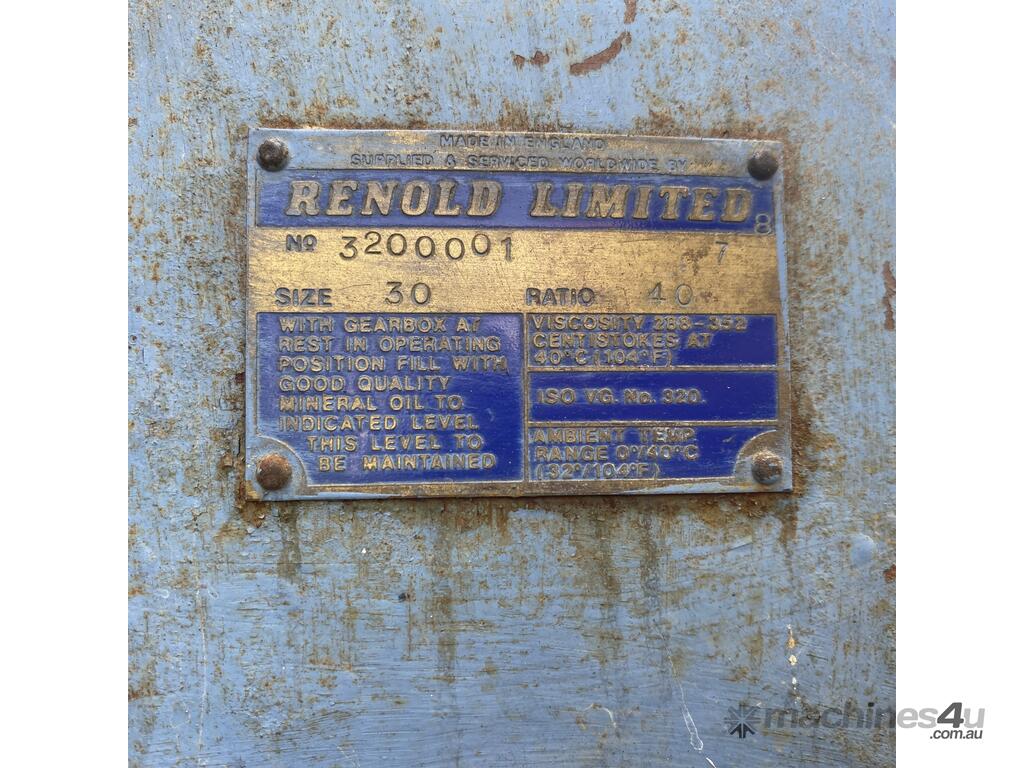 MADE IN ENGLAND
SUPPLIED & SERVICED WORLDWIDE BY
RENOLD LIMITED
8
No 3200001 7
SIZE 30 RATIO 40
WITH GEARBOX AT
REST IN OPERATING
POSITION FILL WITH
GOOD QUALITY
MINERAL OIL TO
INDICATED LEVEL
THIS LEVEL TO
BE MAINTAINED
VISCOSITY 288-352
CENTISTOKES AT
40°C (104°F)
ISO VG. No. 320.
AMBIENT TEMP.
RANGE 0°/40°C
(32°/104°F)
machines4u
.com.au